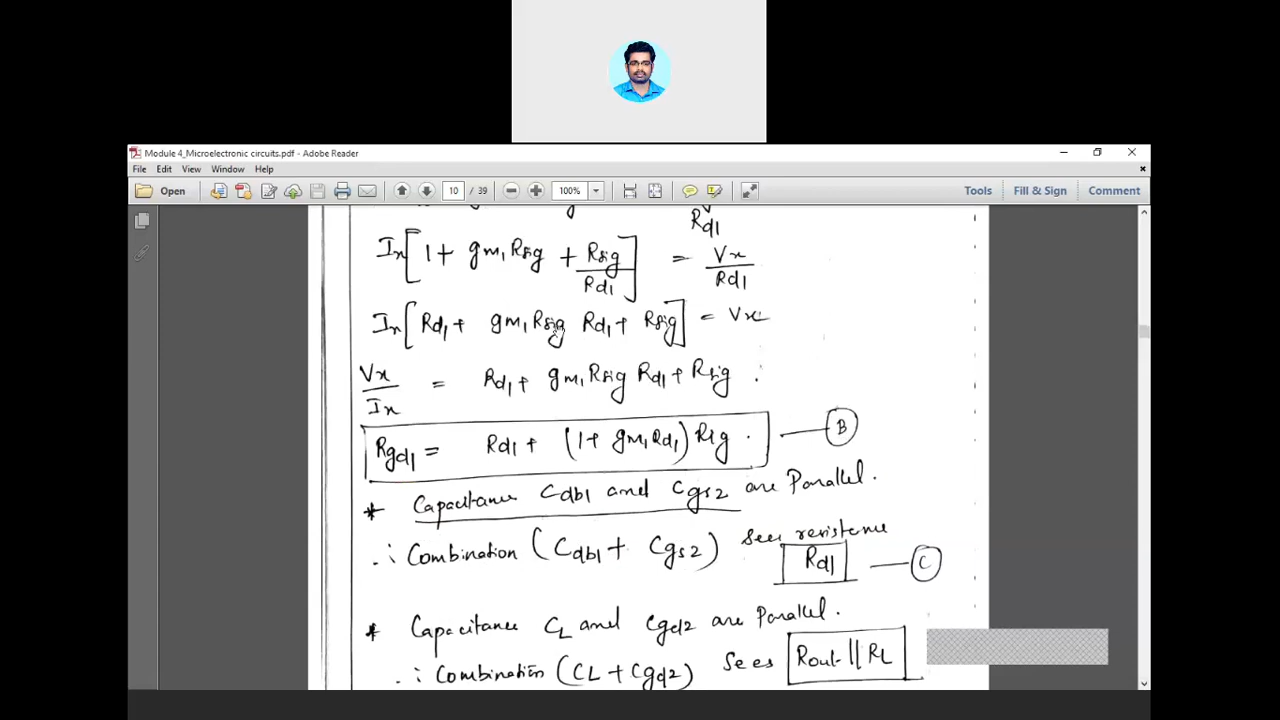 Module 4_Microelectronic circuits.pdf - Adobe Reader
File Edit View Window Help
Open 10 / 39 100% Tools Fill & Sign Comment
Rd1
Ix[1 + gm1 Rsig + Rsig/Rd1] = Vx/Rd1
Ix[Rd1 + gm1 Rsig Rd1 + Rsig] = Vx
Vx/Ix = Rd1 + gm1 Rsig Rd1 + Rsig.
Rgd1 = Rd1 + (1 + gm1 Rd1) Rsig. — B
* Capacitance Cdb1 and Cgs2 are Parallel.
∴ Combination (Cdb1 + Cgs2) sees resistence Rd1 — C
* Capacitance CL and Cgd2 are Parallel.
∴ Combination (CL + Cgd2) Sees Rout || RL